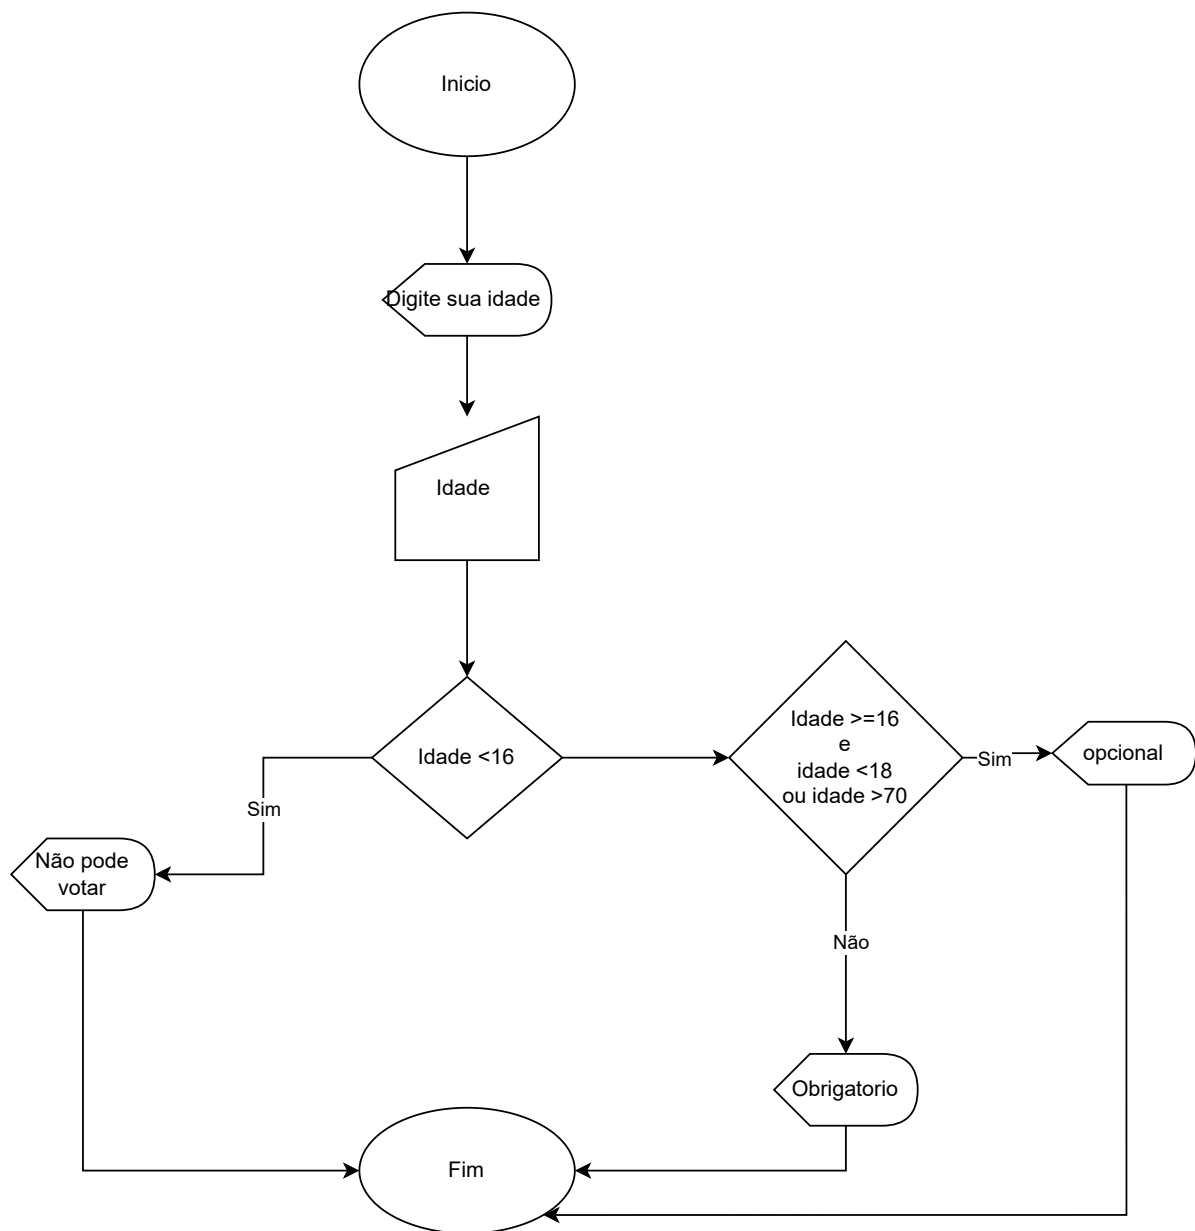 Inicio
Digite sua idade
Idade
Idade <16
Idade >=16
e
idade <18
ou idade >70
Sim
opcional
Sim
Não pode
votar
Não
Obrigatorio
Fim